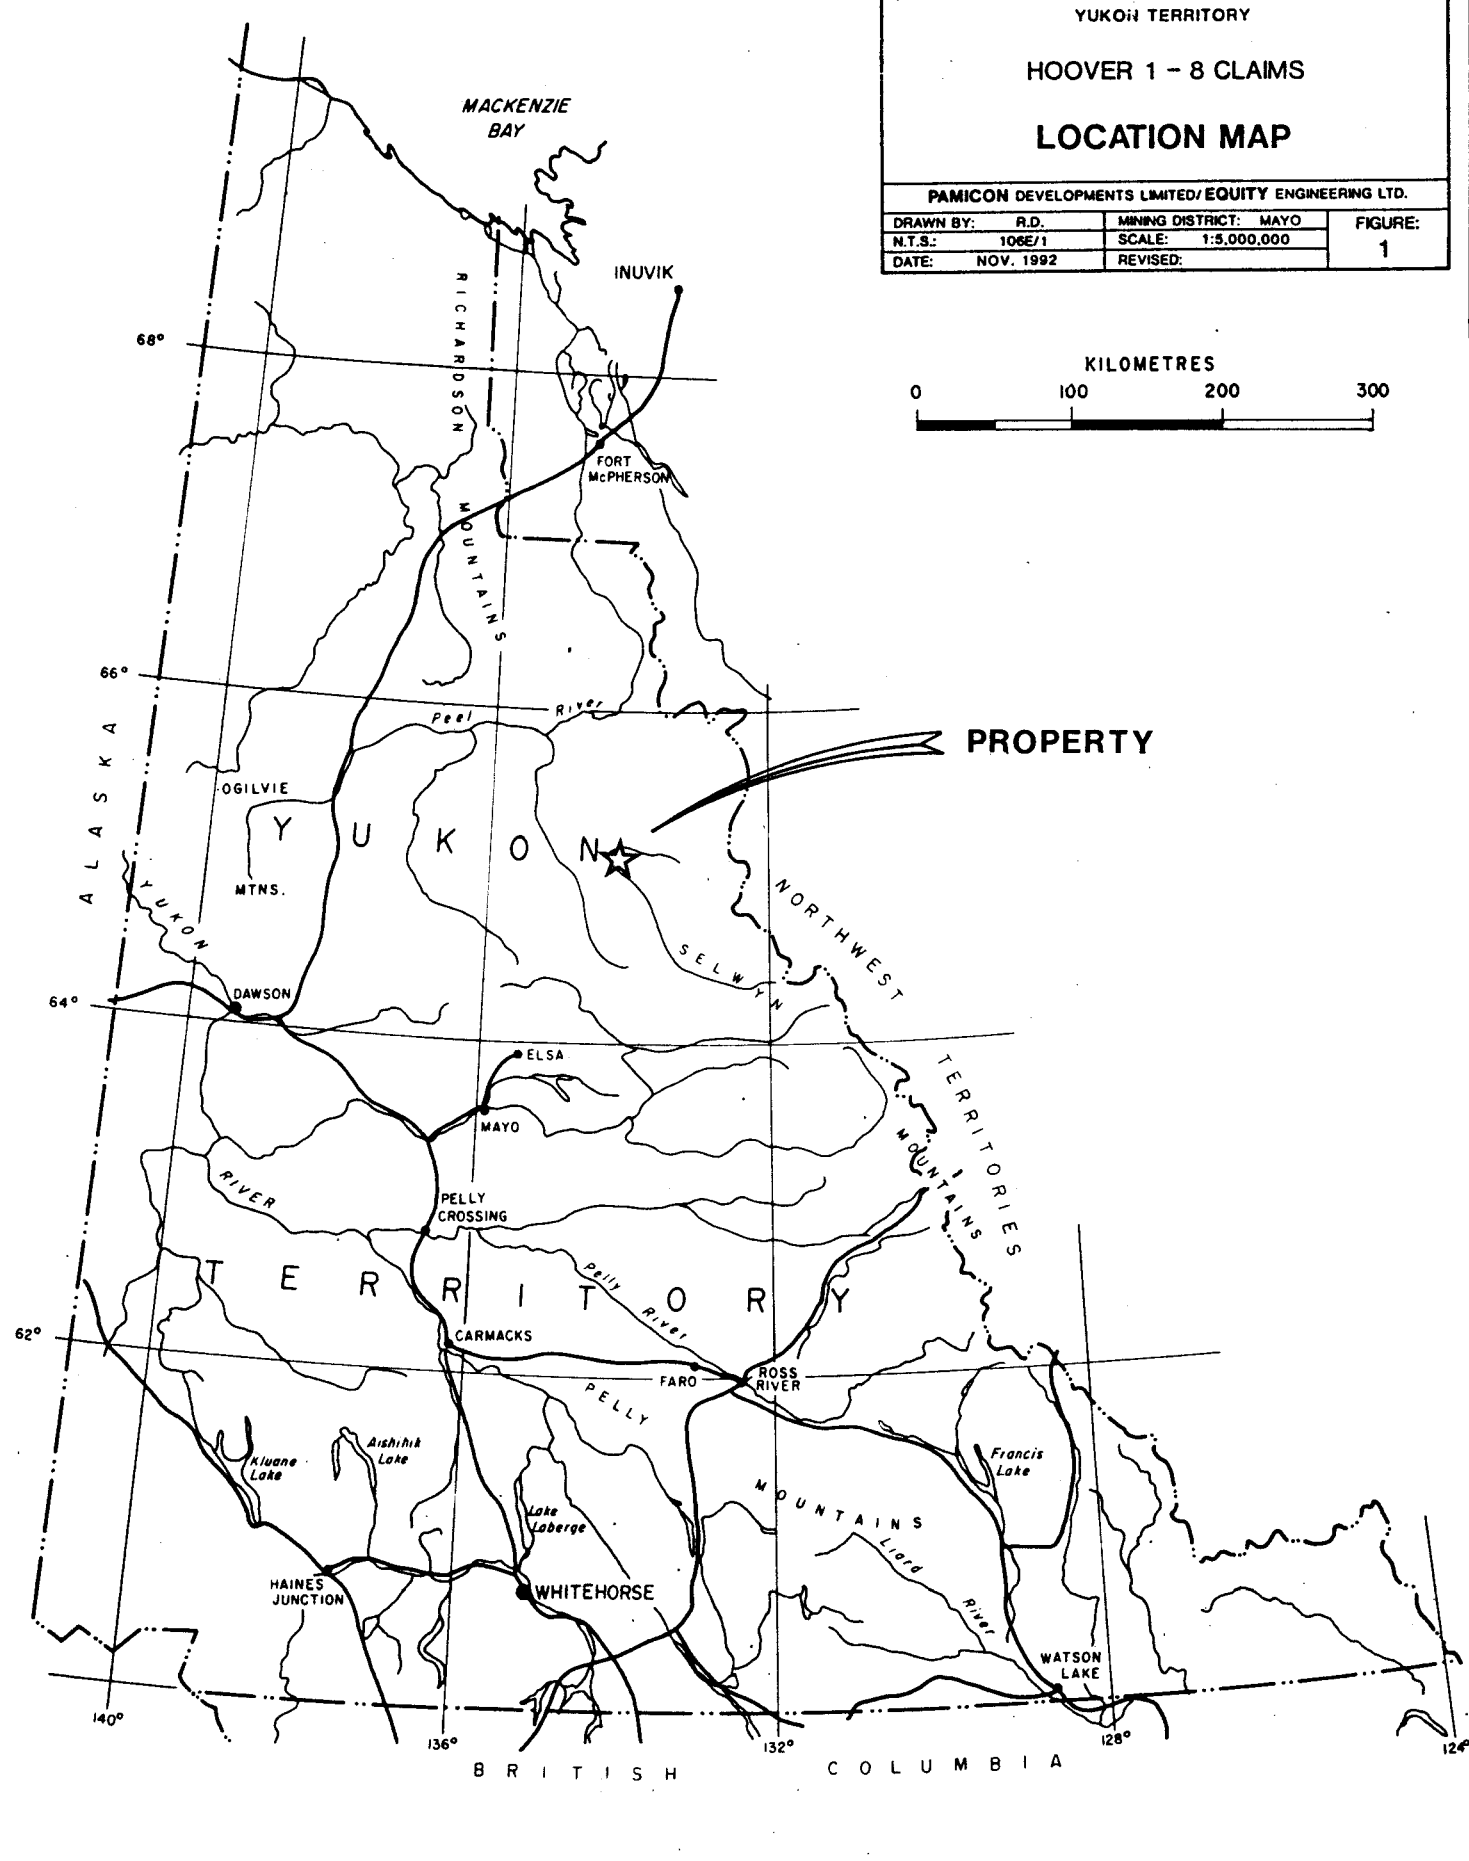 YUKON TERRITORY
HOOVER 1 - 8 CLAIMS
LOCATION MAP
PAMICON DEVELOPMENTS LIMITED/EQUITY ENGINEERING LTD.
DRAWN BY: R.D.
MINING DISTRICT: MAYO
FIGURE:
1
N.T.S.: 106E/1
SCALE: 1:5,000,000
DATE: NOV. 1992
REVISED:
MACKENZIE
BAY
INUVIK
RICHARDSON
MOUNTAINS
68°
KILOMETRES
0 100 200 300
FORT
McPHERSON
66°
Peel River
PROPERTY
ALASKA
OGILVIE
MTNS.
YUKON
YUKON
NORTHWEST
TERRITORIES
SELWYN
MOUNTAINS
64°
DAWSON
ELSA
MAYO
RIVER
PELLY
CROSSING
TERRITORY
Pelly
River
62°
CARMACKS
FARO
ROSS
RIVER
PELLY
MOUNTAINS
Kluane
Lake
Aishihik
Lake
Lake
Laberge
Francis
Lake
Liard
River
HAINES
JUNCTION
WHITEHORSE
WATSON
LAKE
140°
136°
132°
128°
124°
BRITISH COLUMBIA